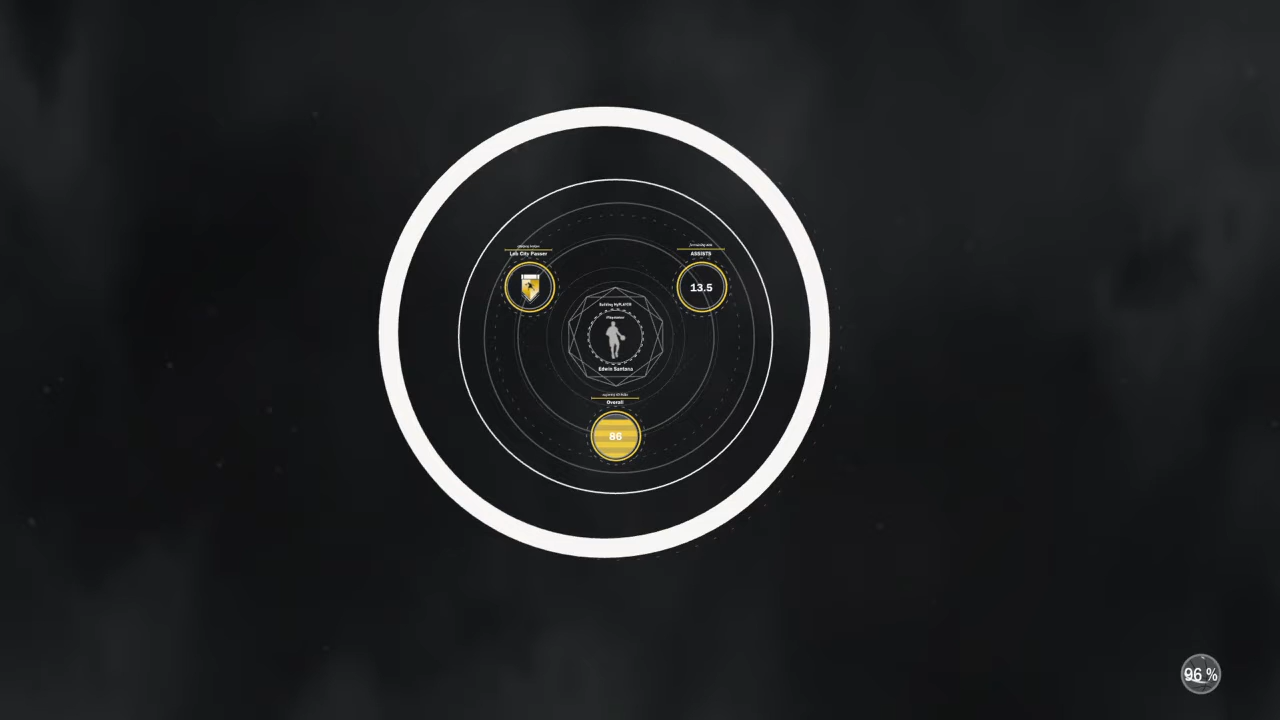 Lob City Passer
ASSISTS
13.5
Building MyPLAYER
Playmaker
Edwin Santana
Overall
86
96 %